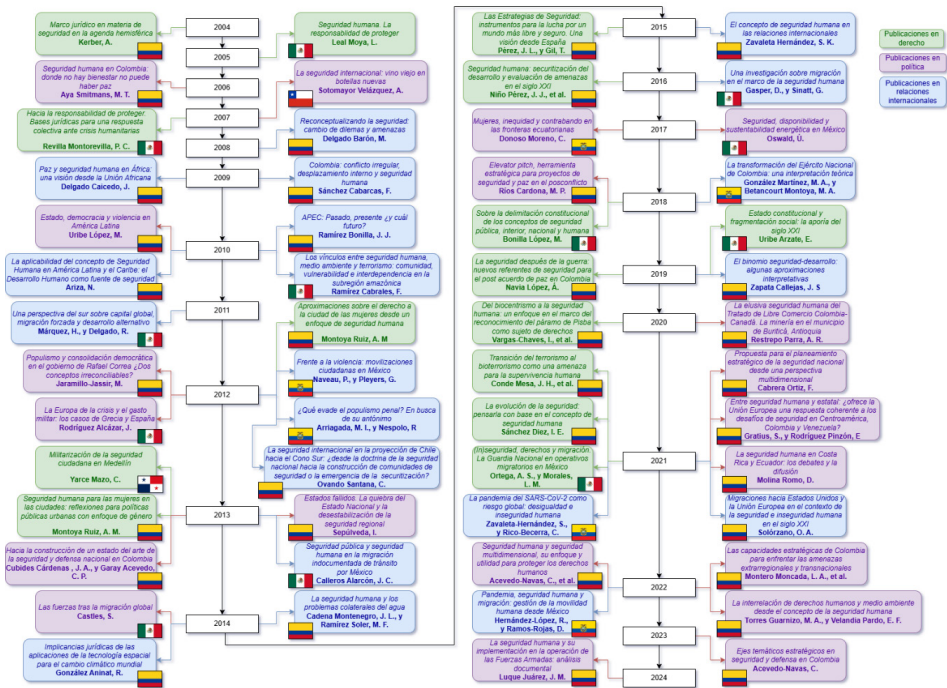 Marco jurídico en materia de
seguridad en la agenda hemisférica
Kerber, A.
2004
Seguridad humana. La
responsabilidad de proteger
Leal Moya, L.
2005
Seguridad humana en Colombia:
donde no hay bienestar no puede
haber paz
Aya Smitmans, M. T.
2006
La seguridad internacional: vino viejo en
botellas nuevas
Sotomayor Velázquez, A.
Hacia la responsabilidad de proteger:
Bases jurídicas para una respuesta
colectiva ante crisis humanitarias
Revilla Montorevilla, P. C.
2007
Reconceptualizando la seguridad:
cambio de dilemas y amenazas
Delgado Barón, M.
2008
Paz y seguridad humana en África:
una visión desde la Unión Africana
Delgado Caicedo, J.
2009
Colombia: conflicto irregular,
desplazamiento interno y seguridad
humana
Sánchez Cabarcas, F.
Estado, democracia y violencia en
América Latina
Uribe López, M.
APEC: Pasado, presente ¿y cuál
futuro?
Ramírez Bonilla, J. J.
2010
La aplicabilidad del concepto de Seguridad
Humana en América Latina y el Caribe: el
Desarrollo Humano como fuente de seguridad
Ariza, N.
Los vínculos entre seguridad humana,
medio ambiente y terrorismo: comunidad,
vulnerabilidad e interdependencia en la
subregión amazónica
Ramírez Cabrales, F.
Una perspectiva del sur sobre capital global,
migración forzada y desarrollo alternativo
Márquez, H., y Delgado, R.
2011
Aproximaciones sobre el derecho a
la ciudad de las mujeres desde un
enfoque de seguridad humana
Montoya Ruiz, A. M
Populismo y consolidación democrática
en el gobierno de Rafael Correa ¿Dos
conceptos irreconciliables?
Jaramillo-Jassir, M.
Frente a la violencia: movilizaciones
ciudadanas en México
Naveau, P., y Pleyers, G.
2012
La Europa de la crisis y el gasto
militar: los casos de Grecia y España
Rodríguez Alcázar, J.
¿Qué evade el populismo penal? En busca
de su antónimo
Arriagada, M. I., y Nespolo, R
Militarización de la seguridad
ciudadana en Medellín
Yarce Mazo, C.
La seguridad internacional en la proyección de Chile
hacia el Cono Sur: ¿desde la doctrina de la seguridad
nacional hacia la construcción de comunidades de
seguridad o la emergencia de la securitización?
Ovando Santana, C.
Seguridad humana para las mujeres en
las ciudades: reflexiones para políticas
públicas urbanas con enfoque de género
Montoya Ruiz, A. M.
2013
Estados fallidos. La quiebra del
Estado Nacional y la
desestabilización de la
seguridad regional
Sepúlveda, I.
Hacia la construcción de un estado del arte de
la seguridad y defensa nacional en Colombia
Cubides Cárdenas , J. A., y Garay Acevedo,
C. P.
Seguridad pública y seguridad
humana en la migración
indocumentada de tránsito
por México
Calleros Alarcón, J. C.
Las fuerzas tras la migración global
Castles, S.
2014
La seguridad humana y los
problemas colaterales del agua
Cadena Montenegro, J. L., y
Ramírez Soler, M. F.
Implicancias jurídicas de las
aplicaciones de la tecnología espacial
para el cambio climático mundial
González Aninat, R.
Las Estrategias de Seguridad:
instrumentos para la lucha por un
mundo más libre y seguro. Una
visión desde España
Pérez, J. L., y Gil, T.
2015
El concepto de seguridad humana en
las relaciones internacionales
Zavaleta Hernández, S. K.
Seguridad humana: securitización del
desarrollo y evaluación de amenazas
en el siglo XXI
Niño Pérez, J. J., et al.
2016
Una investigación sobre migración
en el marco de la seguridad humana
Gasper, D., y Sinatt, G.
Mujeres, inequidad y contrabando en
las fronteras ecuatorianas
Donoso Moreno, C.
2017
Seguridad, disponibilidad y
sustentabilidad energética en México
Oswald, Ú.
Elevator pitch, herramienta
estratégica para proyectos de
seguridad y paz en el posconflicto
Ríos Cardona, M. P.
2018
La transformación del Ejército Nacional
de Colombia: una interpretación teórica
González Martínez, M. A., y
Betancourt Montoya, M. A.
Sobre la delimitación constitucional
de los conceptos de seguridad
pública, interior, nacional y humana
Bonilla López, M.
Estado constitucional y
fragmentación social: la aporía del
siglo XXI
Uribe Arzate, E.
La seguridad después de la guerra:
nuevos referentes de seguridad para
el post acuerdo de paz en Colombia
Navia López, Á.
2019
El binomio seguridad-desarrollo:
algunas aproximaciones
interpretativas
Zapata Callejas, J. S
Del biocentrismo a la seguridad
humana: un enfoque en el marco del
reconocimiento del páramo de Pisba
como sujeto de derechos
Vargas-Chaves, I., et al.
2020
La elusiva seguridad humana del
Tratado de Libre Comercio Colombia-
Canadá. La minería en el municipio
de Buriticá, Antioquia
Restrepo Parra, A. R.
Transición del terrorismo al
bioterrorismo como una amenaza
para la supervivencia humana
Conde Mesa, J. H., et al.
Propuesta para el planeamiento
estratégico de la seguridad nacional
desde una perspectiva
multidimensional
Cabrera Ortiz, F.
La evolución de la seguridad:
pensarla con base en el concepto de
seguridad humana
Sánchez Díez, I. E.
Entre seguridad humana y estatal: ¿ofrece la
Unión Europea una respuesta coherente a los
desafíos de seguridad en Centroamérica,
Colombia y Venezuela?
Gratius, S., y Rodríguez Pinzón, E
2021
(In)seguridad, derechos y migración.
La Guardia Nacional en operativos
migratorios en México
Ortega, A. S., y Morales,
L. M.
La seguridad humana en Costa
Rica y Ecuador: los debates y la
difusión
Molina Romo, D.
La pandemia del SARS-CoV-2 como
riesgo global: desigualdad e
inseguridad humana
Zavaleta-Hernández, S.,
y Rico-Becerra, C.
Migraciones hacia Estados Unidos y
la Unión Europea en el contexto de la
seguridad e inseguridad humana
en el siglo XXI
Solórzano, O. A.
Seguridad humana y seguridad
multidimensional, su enfoque y
utilidad para proteger los derechos
humanos
Acevedo-Navas, C., et al.
2022
Las capacidades estratégicas de Colombia
para enfrentar las amenazas
extrarregionales y transnacionales
Montero Moncada, L. A., et al.
Pandemia, seguridad humana y
migración: gestión de la movilidad
humana desde México
Hernández-López, R.,
y Ramos-Rojas, D.
La interrelación de derechos humanos y medio ambiente
desde el concepto de la seguridad humana
Torres Guarnizo, M. A., y Velandia Pardo, E. F.
2023
La seguridad humana y su
implementación en la operación de
las Fuerzas Armadas: análisis
documental
Luque Juárez, J. M.
Ejes temáticos estratégicos en
seguridad y defensa en Colombia
Acevedo-Navas, C.
2024
Publicaciones en
derecho
Publicaciones en
política
Publicaciones en
relaciones
internacionales